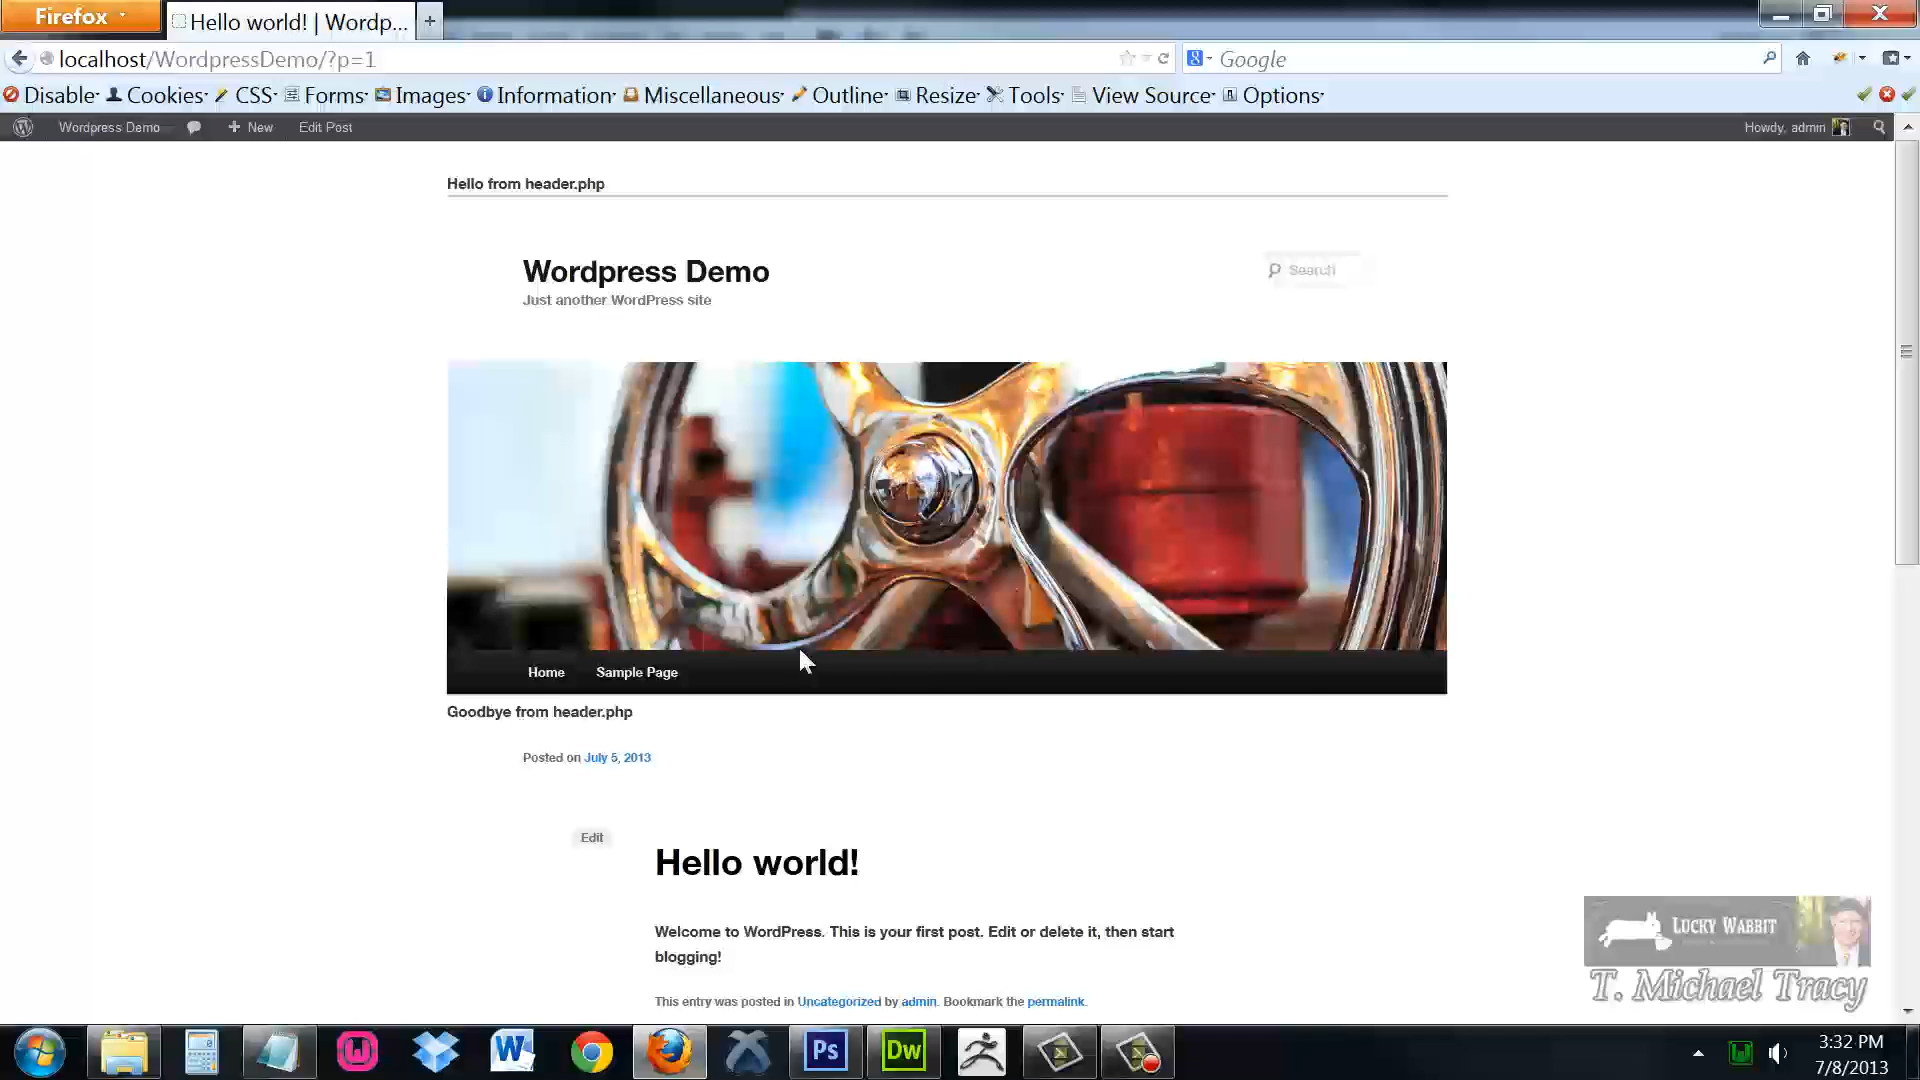 Firefox
Hello world! | Wordp...
localhost/WordpressDemo/?p=1
Google
Disable Cookies CSS Forms Images Information Miscellaneous Outline Resize Tools View Source Options
Wordpress Demo New Edit Post Howdy, admin
Hello from header.php
Wordpress Demo
Search
Just another WordPress site
Home Sample Page
Goodbye from header.php
Posted on July 5, 2013
Edit
Hello world!
Welcome to WordPress. This is your first post. Edit or delete it, then start
blogging!
This entry was posted in Uncategorized by admin. Bookmark the permalink.
LUCKY WABBIT
T. Michael Tracy
Ps
Dw
3:32 PM
7/8/2013